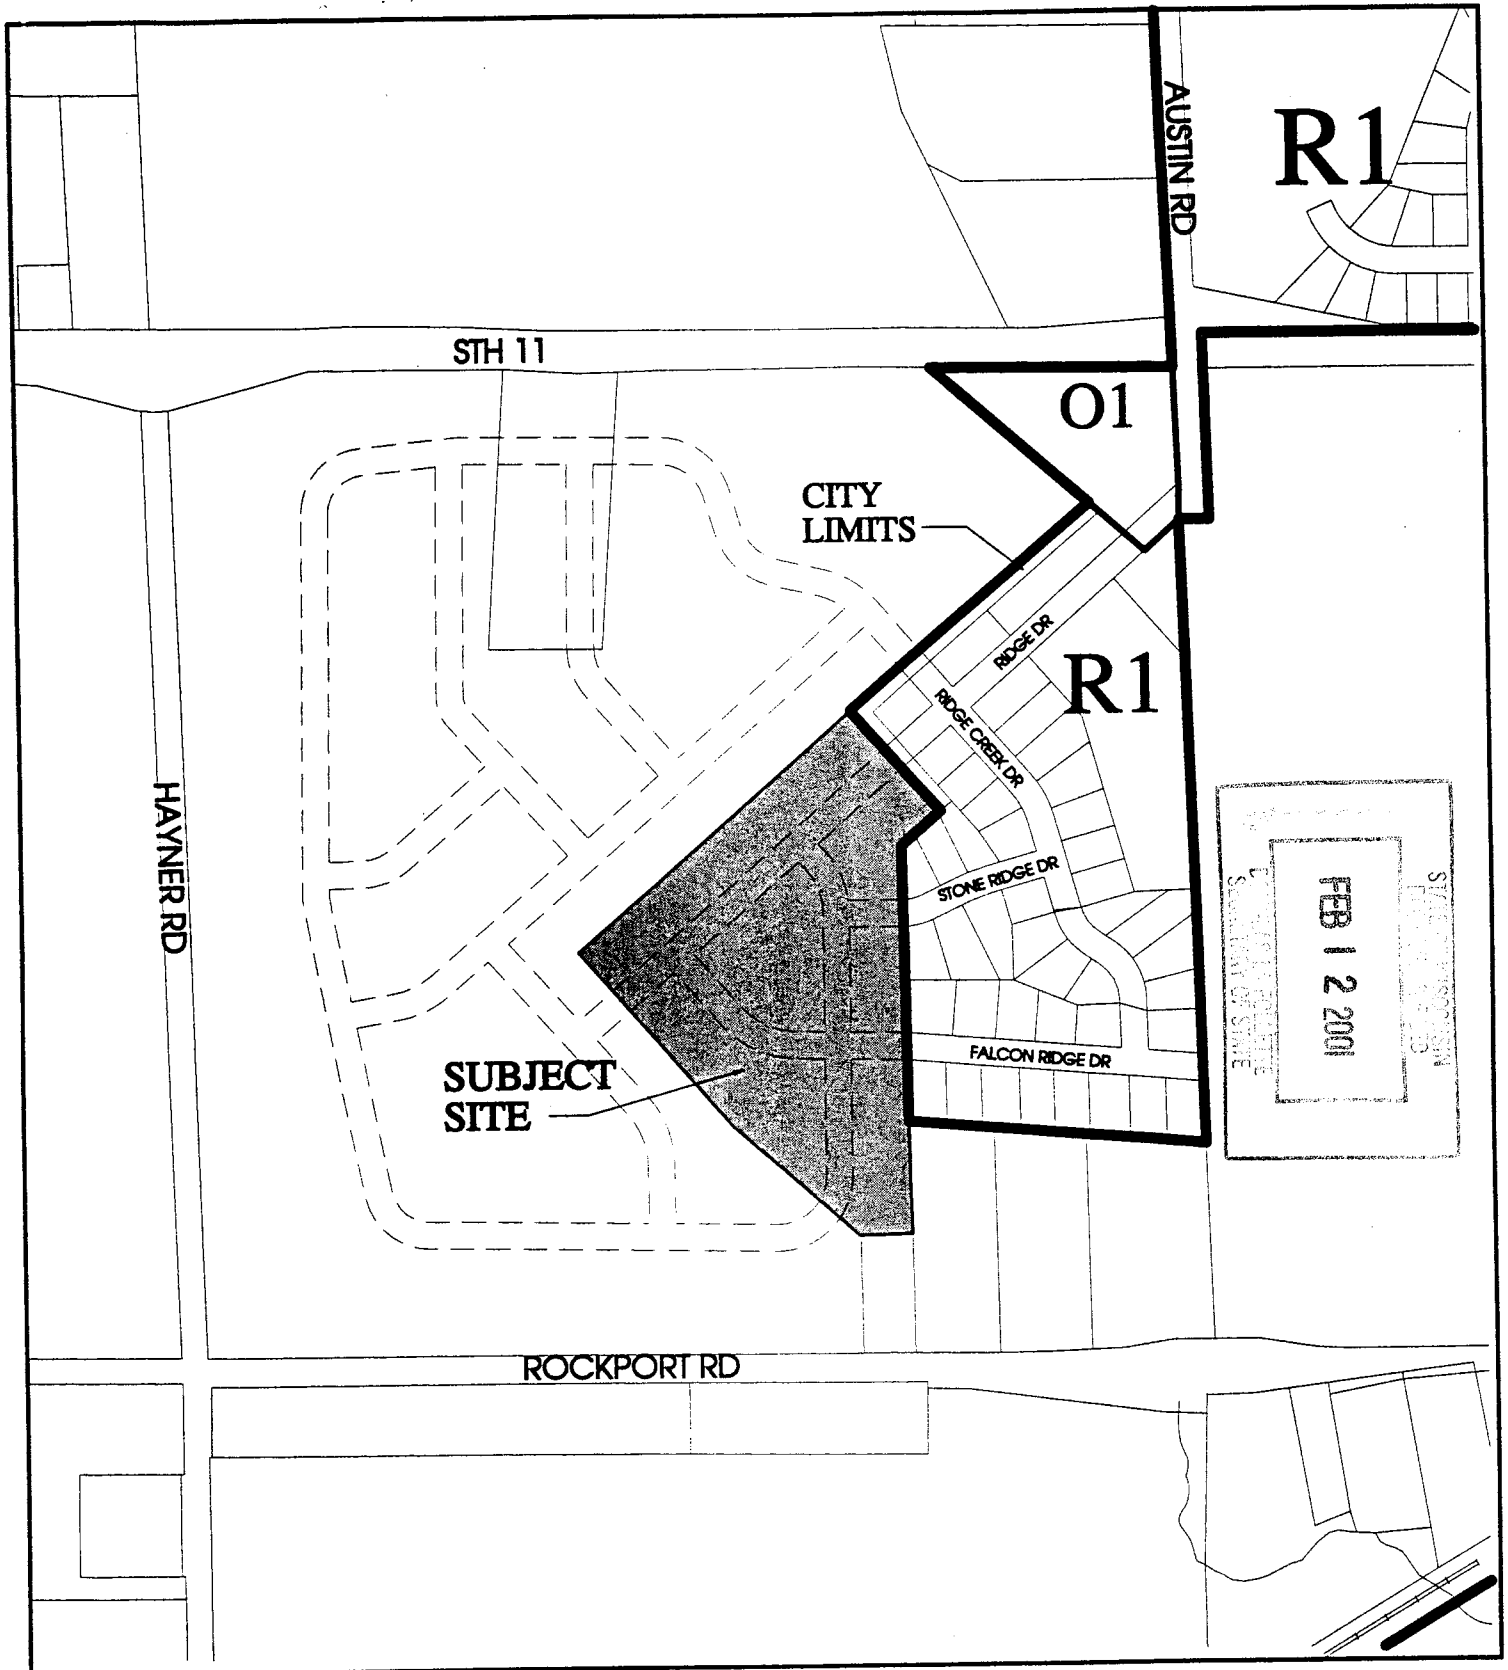 AUSTIN RD
R1
STH 11
O1
CITY
LIMITS
RIDGE DR
R1
RIDGE CREEK DR
HAYNER RD
STONE RIDGE DR
FEB 12 2001
FALCON RIDGE DR
SUBJECT
SITE
ROCKPORT RD